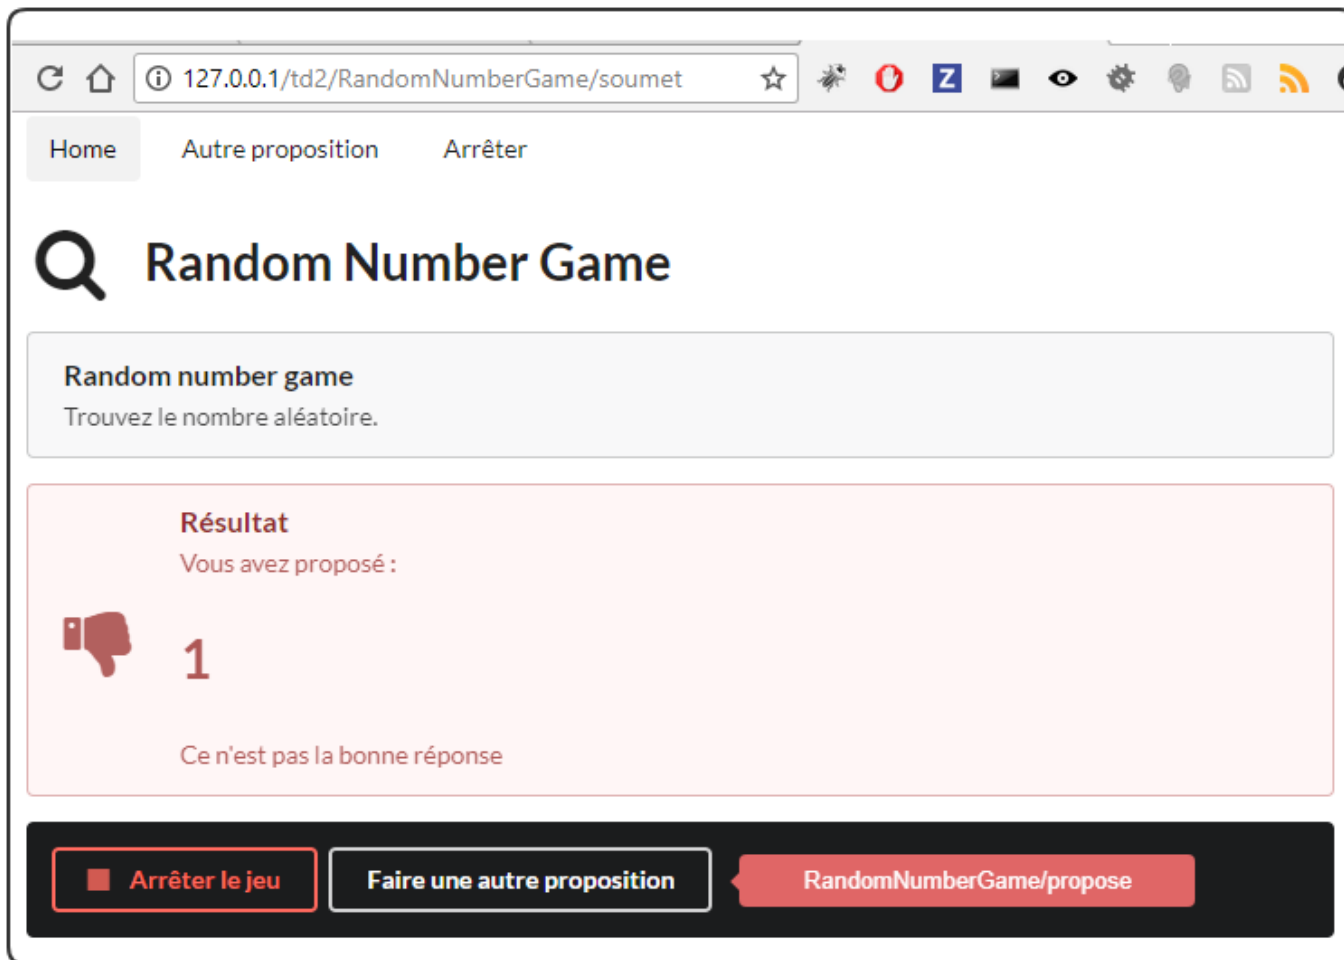 127.0.0.1/td2/RandomNumberGame/soumet
Z
Home Autre proposition Arrêter
Random Number Game
Random number game
Trouvez le nombre aléatoire.
Résultat
Vous avez proposé :
1
Ce n'est pas la bonne réponse
Arrêter le jeu Faire une autre proposition RandomNumberGame/propose